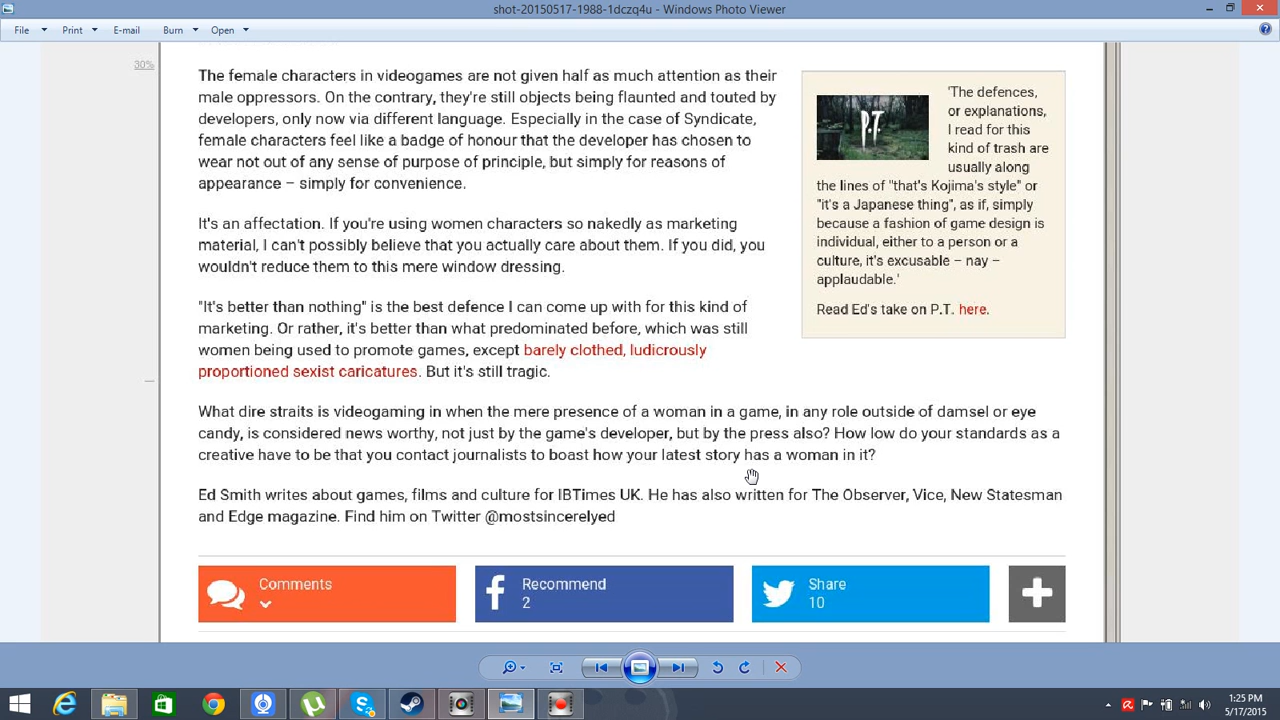 shot-20150517-1988-1dczq4u - Windows Photo Viewer
File Print E-mail Burn Open
30%
The female characters in videogames are not given half as much attention as their
male oppressors. On the contrary, they're still objects being flaunted and touted by
developers, only now via different language. Especially in the case of Syndicate,
female characters feel like a badge of honour that the developer has chosen to
wear not out of any sense of purpose of principle, but simply for reasons of
appearance – simply for convenience.
It's an affectation. If you're using women characters so nakedly as marketing
material, I can't possibly believe that you actually care about them. If you did, you
wouldn't reduce them to this mere window dressing.
"It's better than nothing" is the best defence I can come up with for this kind of
marketing. Or rather, it's better than what predominated before, which was still
women being used to promote games, except barely clothed, ludicrously
proportioned sexist caricatures. But it's still tragic.
P.T.
'The defences,
or explanations,
I read for this
kind of trash are
usually along
the lines of "that's Kojima's style" or
"it's a Japanese thing", as if, simply
because a fashion of game design is
individual, either to a person or a
culture, it's excusable – nay –
applaudable.'
Read Ed's take on P.T. here.
What dire straits is videogaming in when the mere presence of a woman in a game, in any role outside of damsel or eye
candy, is considered news worthy, not just by the game's developer, but by the press also? How low do your standards as a
creative have to be that you contact journalists to boast how your latest story has a woman in it?
Ed Smith writes about games, films and culture for IBTimes UK. He has also written for The Observer, Vice, New Statesman
and Edge magazine. Find him on Twitter @mostsincerelyed
Comments
Recommend
2
Share
10
1:25 PM
5/17/2015